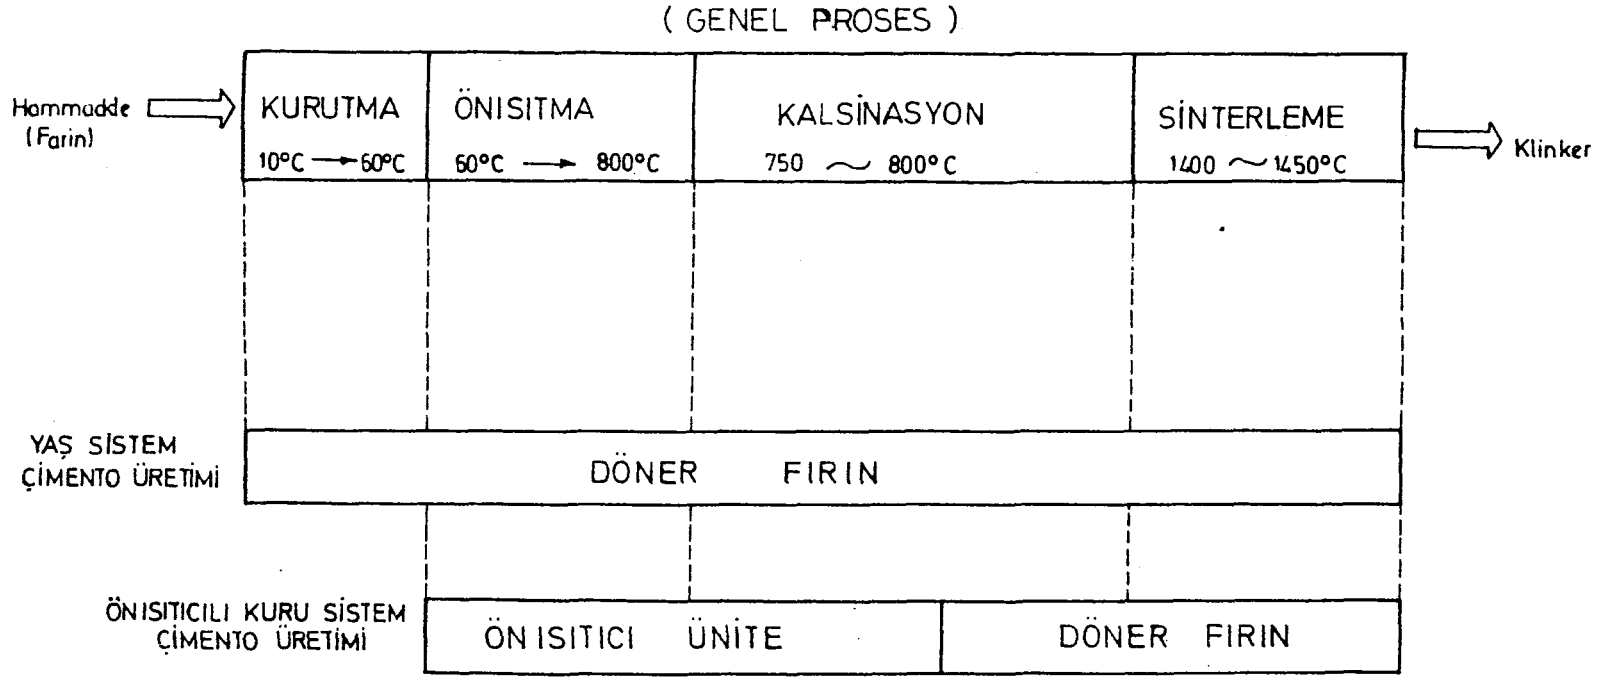 ( GENEL PROSES )
Hammadde
(Farin)
KURUTMA
10°C 60°C
ÖNISITMA
60°C 800°C
KALSİNASYON
750 ~ 800°C
SİNTERLEME
1400 ~ 1450°C
Klinker
YAŞ SİSTEM
ÇİMENTO ÜRETİMİ
DÖNER FIRIN
ÖNISITICILI KURU SİSTEM
ÇİMENTO ÜRETİMİ
ÖNISITICI ÜNİTE
DÖNER FIRIN